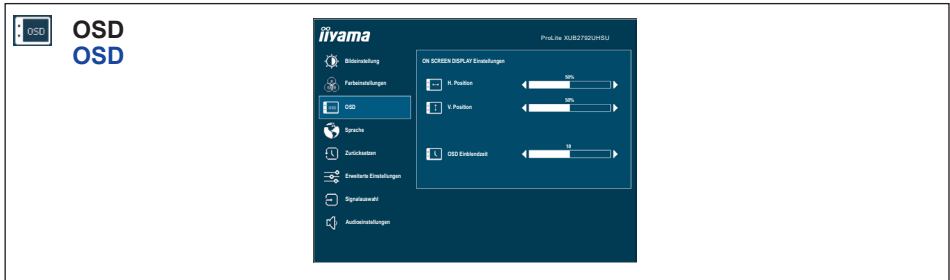 OSD
OSD
OSD
iiyama
ProLite XUB2792UHSU
Bildeinstellung
Farbeinstellungen
OSD
OSD
Sprache
Zurücksetzen
Erweiterte Einstellungen
Signalauswahl
Audioeinstellungen
ON SCREEN DISPLAY Einstellungen
H. Position
50%
V. Position
50%
OSD Einblendzeit
10